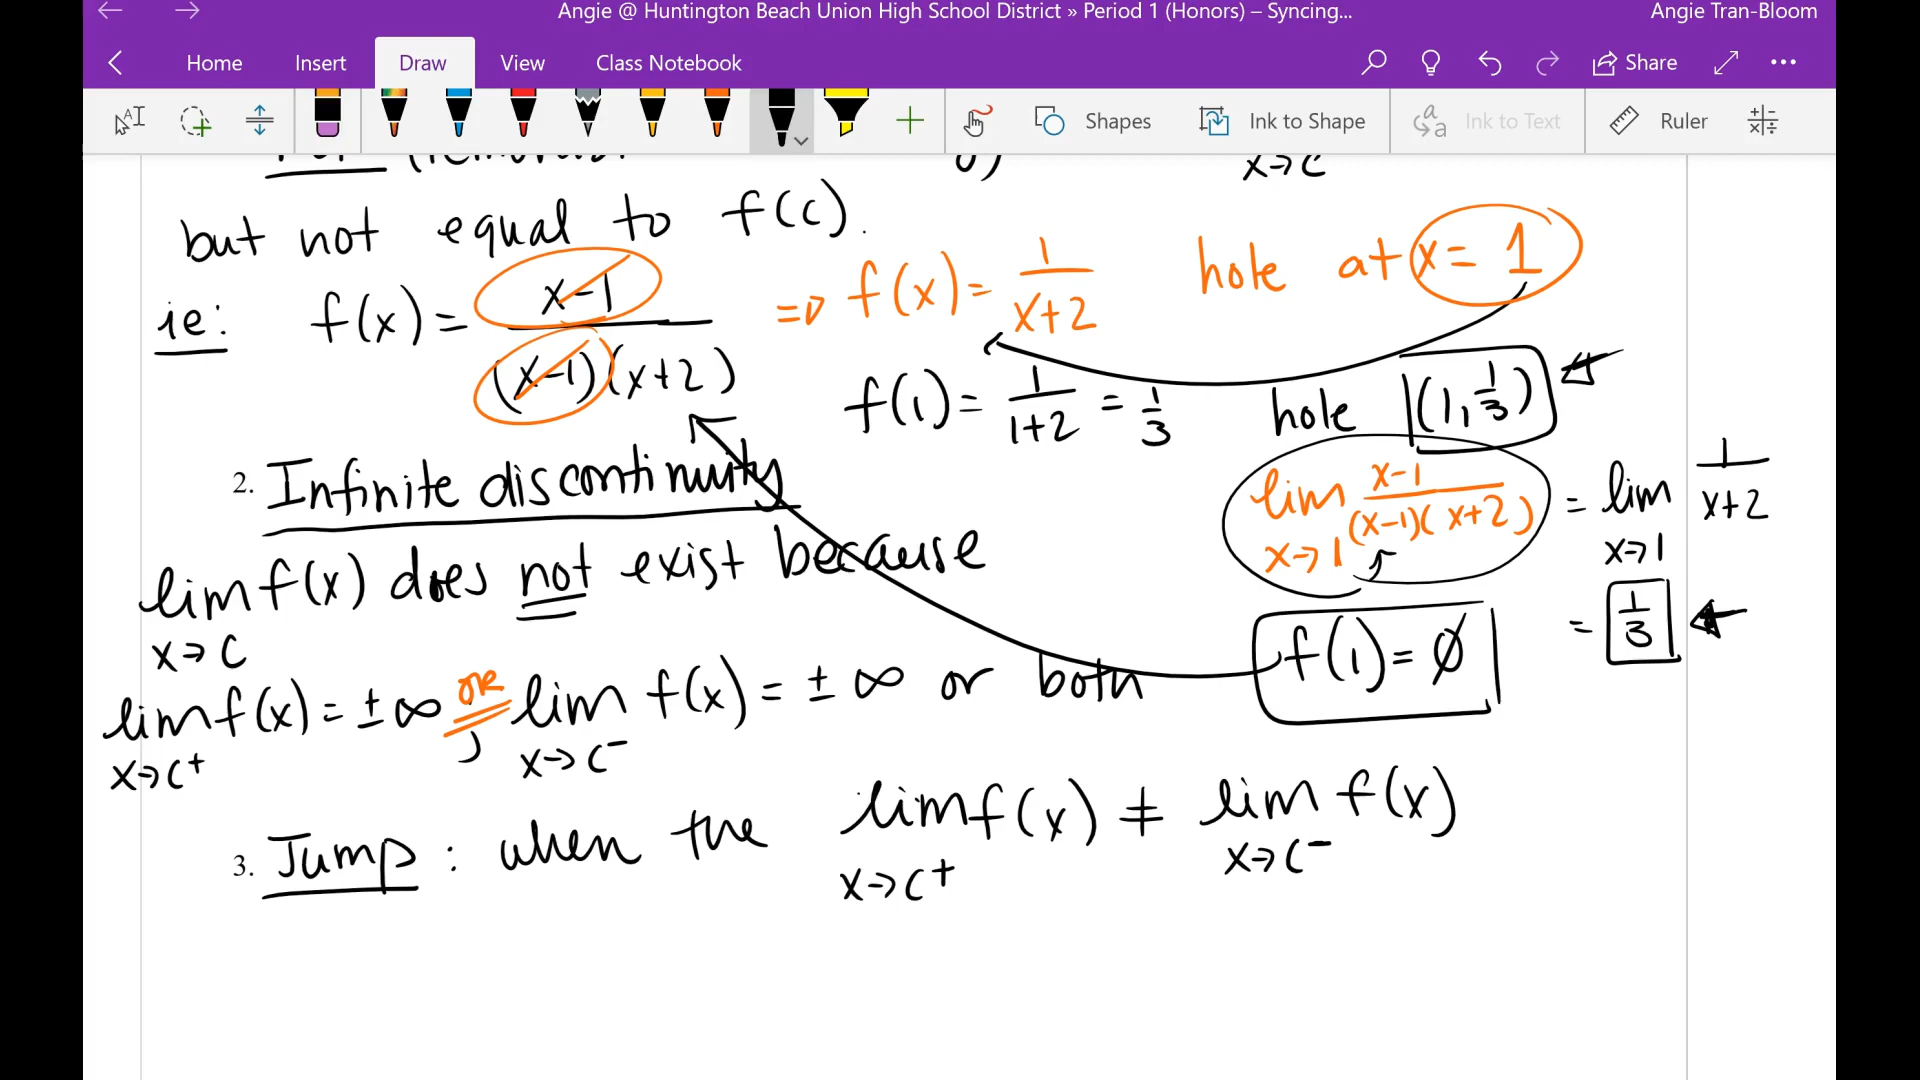 Angie @ Huntington Beach Union High School District » Period 1 (Honors) – Syncing...
Angie Tran-Bloom
Home Insert Draw View Class Notebook Share
Shapes Ink to Shape Ink to Text Ruler
x→c
but not equal to f(c).
ie: f(x) = x-1 / (x-1)(x+2) => f(x) = 1/(x+2) hole at x = 1
f(1) = 1/(1+2) = 1/3 hole (1, 1/3)
2. Infinite discontinuity
lim x→1 (x-1)/((x-1)(x+2)) = lim x→1 1/(x+2)
= 1/3
f(1) = ∅
lim f(x) does not exist because
x→c
lim f(x) = ±∞ or lim f(x) = ±∞ or both
x→c⁺ x→c⁻
3. Jump: when the lim f(x) ≠ lim f(x)
x→c⁺ x→c⁻